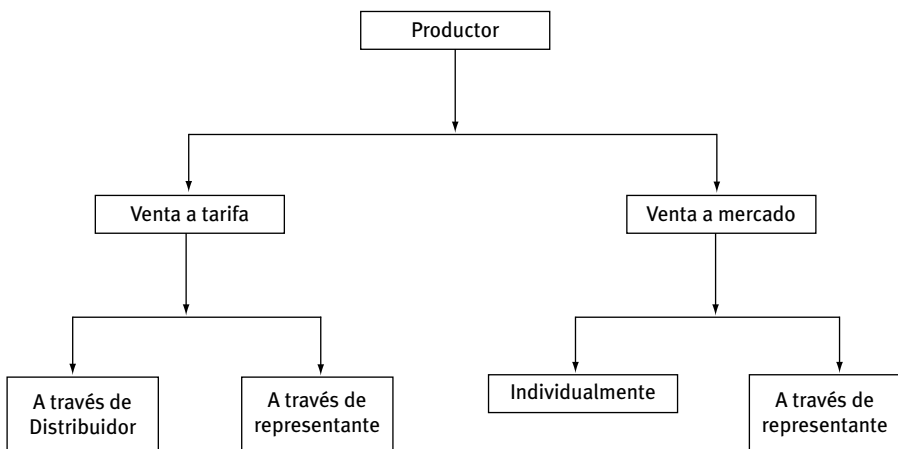 Productor
Venta a tarifa
Venta a mercado
A través de
Distribuidor
A través de
representante
Individualmente
A través de
representante